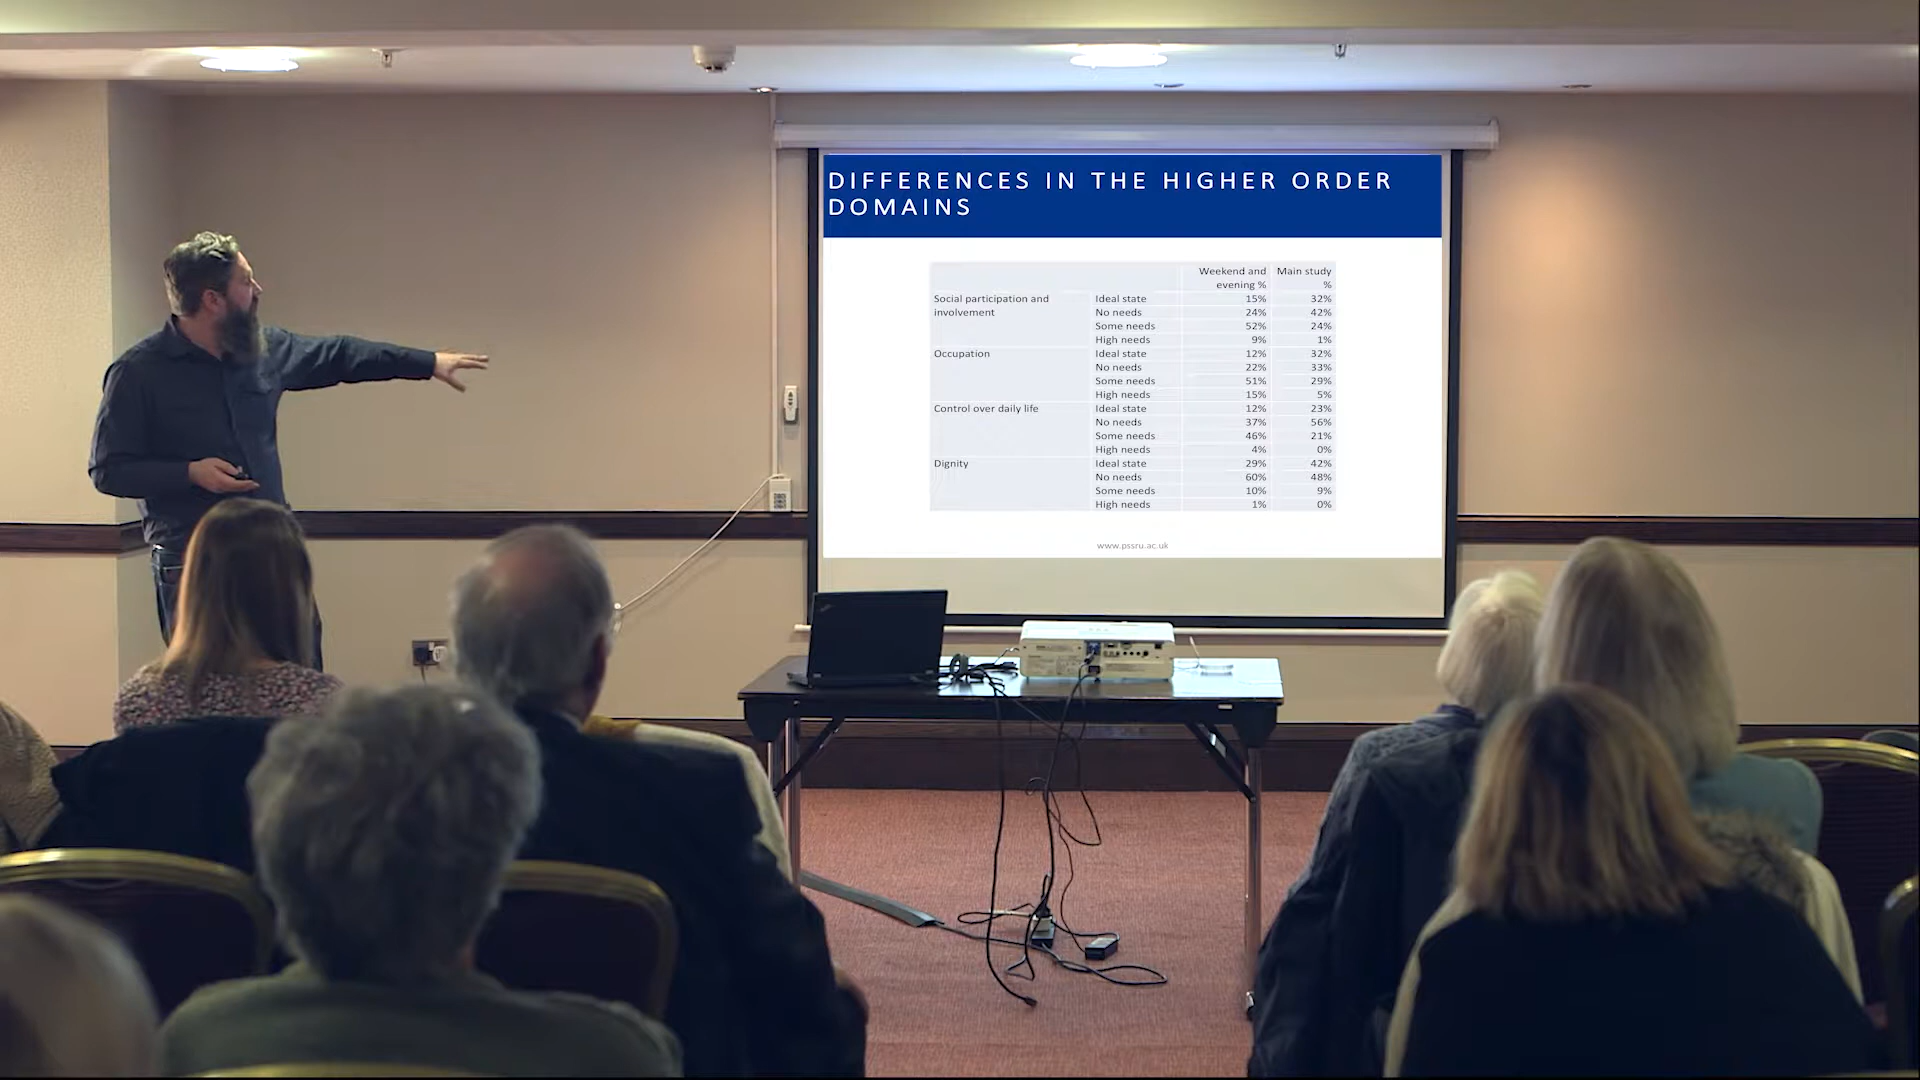 DIFFERENCES IN THE HIGHER ORDER
DOMAINS
Weekend and Main study
evening % %
Social participation and Ideal state 15% 32%
involvement No needs 24% 42%
Some needs 52% 24%
High needs 9% 1%
Occupation Ideal state 12% 32%
No needs 22% 33%
Some needs 51% 29%
High needs 15% 5%
Control over daily life Ideal state 12% 23%
No needs 37% 56%
Some needs 46% 21%
High needs 4% 0%
Dignity Ideal state 29% 42%
No needs 60% 48%
Some needs 10% 9%
High needs 1% 0%
www.pssru.ac.uk